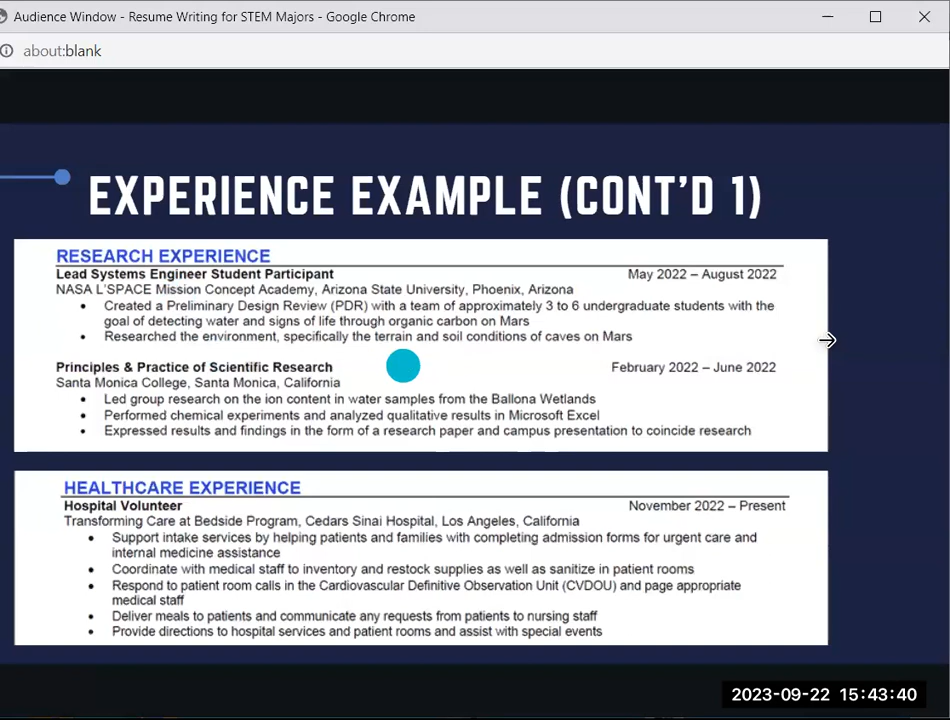 Audience Window - Resume Writing for STEM Majors - Google Chrome
about:blank
EXPERIENCE EXAMPLE (CONT'D 1)
RESEARCH EXPERIENCE
Lead Systems Engineer Student Participant May 2022 – August 2022
NASA L'SPACE Mission Concept Academy, Arizona State University, Phoenix, Arizona
• Created a Preliminary Design Review (PDR) with a team of approximately 3 to 6 undergraduate students with the
goal of detecting water and signs of life through organic carbon on Mars
• Researched the environment, specifically the terrain and soil conditions of caves on Mars
Principles & Practice of Scientific Research February 2022 – June 2022
Santa Monica College, Santa Monica, California
• Led group research on the ion content in water samples from the Ballona Wetlands
• Performed chemical experiments and analyzed qualitative results in Microsoft Excel
• Expressed results and findings in the form of a research paper and campus presentation to coincide research
HEALTHCARE EXPERIENCE
Hospital Volunteer November 2022 – Present
Transforming Care at Bedside Program, Cedars Sinai Hospital, Los Angeles, California
• Support intake services by helping patients and families with completing admission forms for urgent care and
internal medicine assistance
• Coordinate with medical staff to inventory and restock supplies as well as sanitize in patient rooms
• Respond to patient room calls in the Cardiovascular Definitive Observation Unit (CVDOU) and page appropriate
medical staff
• Deliver meals to patients and communicate any requests from patients to nursing staff
• Provide directions to hospital services and patient rooms and assist with special events
2023-09-22 15:43:40